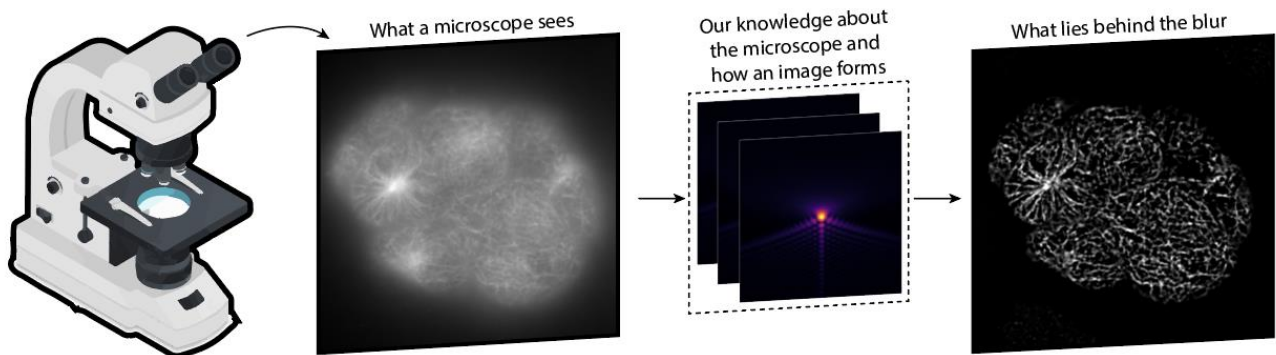 What a microscope sees
Our knowledge about
the microscope and
how an image forms
What lies behind the blur